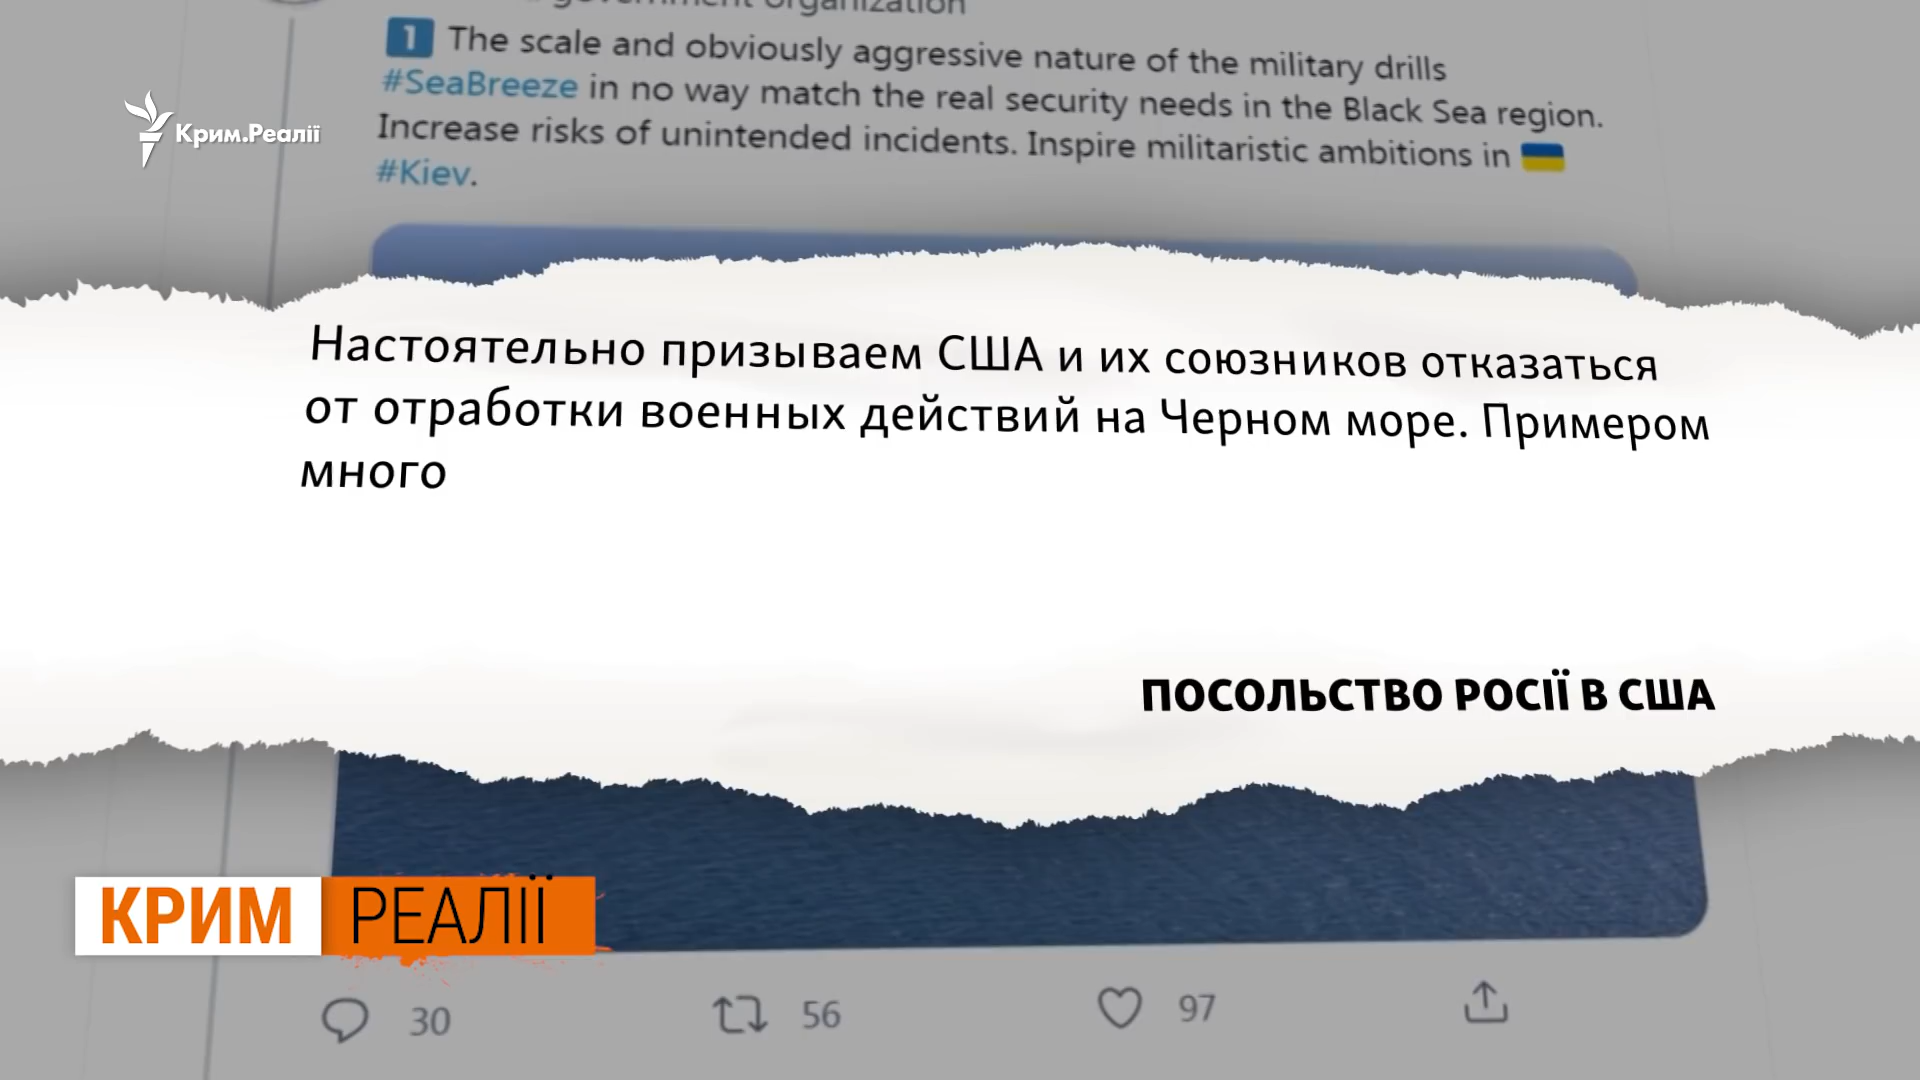 government organization
1 The scale and obviously aggressive nature of the military drills
#SeaBreeze in no way match the real security needs in the Black Sea region.
Increase risks of unintended incidents. Inspire militaristic ambitions in
#Kiev.
Крим.Реалії
Настоятельно призываем США и их союзников отказаться
от отработки военных действий на Черном море. Примером
много
ПОСОЛЬСТВО РОСІЇ В США
КРИМ РЕАЛІЇ
30 56 97